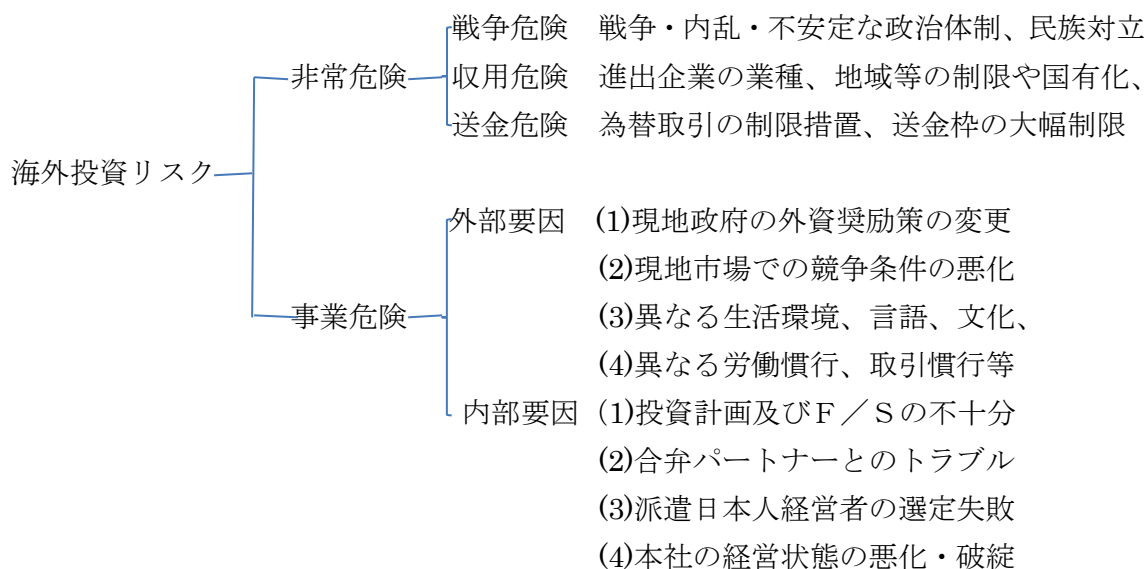 戦争危険 戦争・内乱・不安定な政治体制、民族対立
非常危険 収用危険 進出企業の業種、地域等の制限や国有化、
送金危険 為替取引の制限措置、送金枠の大幅制限
海外投資リスク
外部要因 (1)現地政府の外資奨励策の変更
(2)現地市場での競争条件の悪化
事業危険 (3)異なる生活環境、言語、文化、
(4)異なる労働慣行、取引慣行等
内部要因 (1)投資計画及びF/Sの不十分
(2)合弁パートナーとのトラブル
(3)派遣日本人経営者の選定失敗
(4)本社の経営状態の悪化・破綻